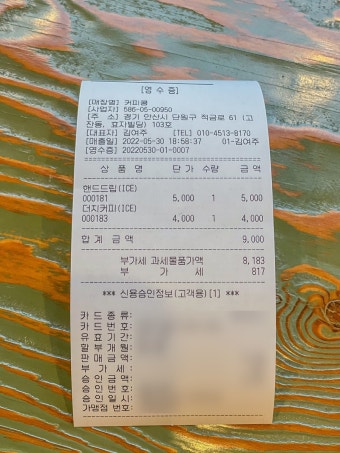 [영 수 증]
[매장명] 커피콜
[사업자] 586-05-00950
[주 소] 경기 안산시 단원구 적금로 61 (고
잔동, 효자빌딩) 103호
[대표자] 김여주 [TEL] 010-4513-8170
[매출일] 2022-05-30 18:58:37 01-김여주
[영수증] 20220530-01-0007
상 품 명 단 가 수량 금 액
핸드드립(ICE)
000181 5,000 1 5,000
더치커피(ICE)
000183 4,000 1 4,000
합 계 금 액 9,000
부가세 과세물품가액 8,183
부 가 세 817
*** 신용승인정보(고객용) [1] ***
카 드 종 류:
카 드 번 호:
유 효 기 간:
할 부 개 월:
판 매 금 액:
부 가 세 :
승 인 금 액:
승 인 번 호:
승 인 일 시:
가맹점 번호: